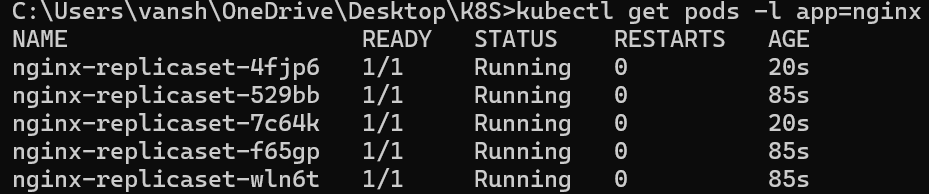 C:\Users\vansh\OneDrive\Desktop\K8S>kubectl get pods -l app=nginx
NAME                     READY   STATUS    RESTARTS   AGE
nginx-replicaset-4fjp6   1/1     Running   0          20s
nginx-replicaset-529bb   1/1     Running   0          85s
nginx-replicaset-7c64k   1/1     Running   0          20s
nginx-replicaset-f65gp   1/1     Running   0          85s
nginx-replicaset-wln6t   1/1     Running   0          85s